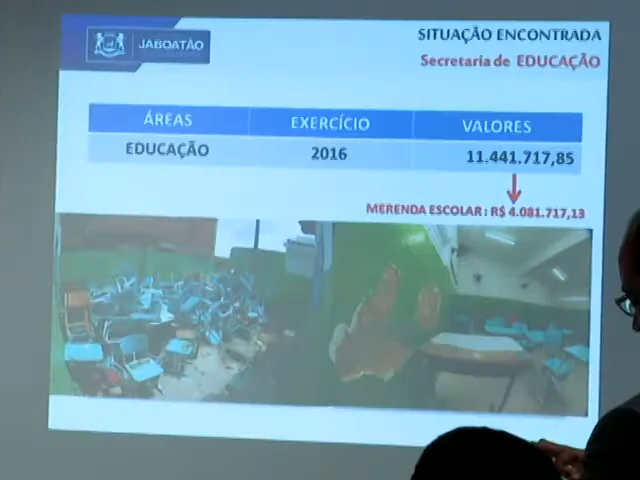 JABOATÃO
SITUAÇÃO ENCONTRADA
Secretaria de EDUCAÇÃO
ÁREAS EXERCÍCIO VALORES
EDUCAÇÃO 2016 11.441.717,85
MERENDA ESCOLAR : R$ 4.081.717,13